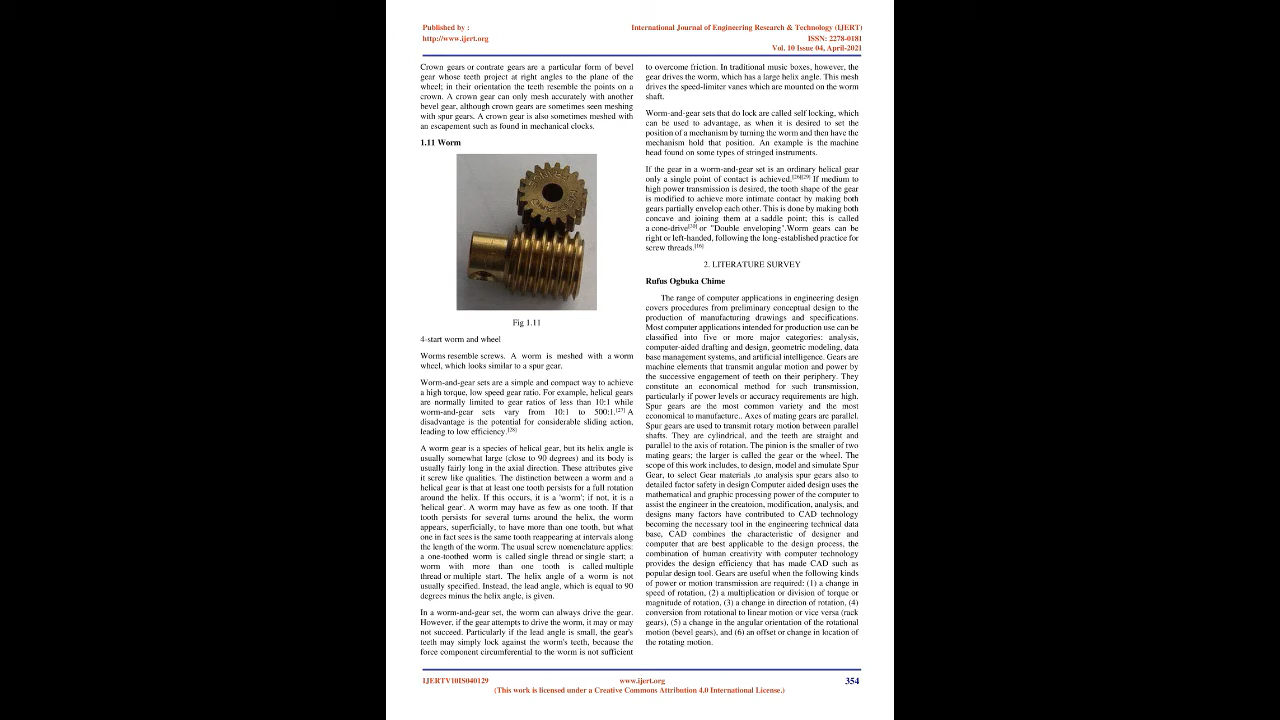 Published by :
http://www.ijert.org
International Journal of Engineering Research & Technology (IJERT)
ISSN: 2278-0181
Vol. 10 Issue 04, April-2021
Crown gears or contrate gears are a particular form of bevel
gear whose teeth project at right angles to the plane of the
wheel; in their orientation the teeth resemble the points on a
crown. A crown gear can only mesh accurately with another
bevel gear, although crown gears are sometimes seen meshing
with spur gears. A crown gear is also sometimes meshed with
an escapement such as found in mechanical clocks.
1.11 Worm
Fig 1.11
4-start worm and wheel
Worms resemble screws. A worm is meshed with a worm
wheel, which looks similar to a spur gear.
Worm-and-gear sets are a simple and compact way to achieve
a high torque, low speed gear ratio. For example, helical gears
are normally limited to gear ratios of less than 10:1 while
worm-and-gear sets vary from 10:1 to 500:1.[27] A
disadvantage is the potential for considerable sliding action,
leading to low efficiency.[28]
A worm gear is a species of helical gear, but its helix angle is
usually somewhat large (close to 90 degrees) and its body is
usually fairly long in the axial direction. These attributes give
it screw like qualities. The distinction between a worm and a
helical gear is that at least one tooth persists for a full rotation
around the helix. If this occurs, it is a 'worm'; if not, it is a
'helical gear'. A worm may have as few as one tooth. If that
tooth persists for several turns around the helix, the worm
appears, superficially, to have more than one tooth, but what
one in fact sees is the same tooth reappearing at intervals along
the length of the worm. The usual screw nomenclature applies:
a one-toothed worm is called single thread or single start; a
worm with more than one tooth is called multiple
thread or multiple start. The helix angle of a worm is not
usually specified. Instead, the lead angle, which is equal to 90
degrees minus the helix angle, is given.
In a worm-and-gear set, the worm can always drive the gear.
However, if the gear attempts to drive the worm, it may or may
not succeed. Particularly if the lead angle is small, the gear's
teeth may simply lock against the worm's teeth, because the
force component circumferential to the worm is not sufficient
to overcome friction. In traditional music boxes, however, the
gear drives the worm, which has a large helix angle. This mesh
drives the speed-limiter vanes which are mounted on the worm
shaft.
Worm-and-gear sets that do lock are called self locking, which
can be used to advantage, as when it is desired to set the
position of a mechanism by turning the worm and then have the
mechanism hold that position. An example is the machine
head found on some types of stringed instruments.
If the gear in a worm-and-gear set is an ordinary helical gear
only a single point of contact is achieved.[26][29] If medium to
high power transmission is desired, the tooth shape of the gear
is modified to achieve more intimate contact by making both
gears partially envelop each other. This is done by making both
concave and joining them at a saddle point; this is called
a cone-drive[30] or "Double enveloping".Worm gears can be
right or left-handed, following the long-established practice for
screw threads.[16]
2. LITERATURE SURVEY
Rufus Ogbuka Chime
The range of computer applications in engineering design
covers procedures from preliminary conceptual design to the
production of manufacturing drawings and specifications.
Most computer applications intended for production use can be
classified into five or more major categories: analysis,
computer-aided drafting and design, geometric modeling, data
base management systems, and artificial intelligence. Gears are
machine elements that transmit angular motion and power by
the successive engagement of teeth on their periphery. They
constitute an economical method for such transmission,
particularly if power levels or accuracy requirements are high.
Spur gears are the most common variety and the most
economical to manufacture.. Axes of mating gears are parallel.
Spur gears are used to transmit rotary motion between parallel
shafts. They are cylindrical, and the teeth are straight and
parallel to the axis of rotation. The pinion is the smaller of two
mating gears; the larger is called the gear or the wheel. The
scope of this work includes, to design, model and simulate Spur
Gear, to select Gear materials ,to analysis spur gears also to
detailed factor safety in design Computer aided design uses the
mathematical and graphic processing power of the computer to
assist the engineer in the creatoion, modification, analysis, and
designs many factors have contributed to CAD technology
becoming the necessary tool in the engineering technical data
base, CAD combines the characteristic of designer and
computer that are best applicable to the design process, the
combination of human creativity with computer technology
provides the design efficiency that has made CAD such as
popular design tool. Gears are useful when the following kinds
of power or motion transmission are required: (1) a change in
speed of rotation, (2) a multiplication or division of torque or
magnitude of rotation, (3) a change in direction of rotation, (4)
conversion from rotational to linear motion or vice versa (rack
gears), (5) a change in the angular orientation of the rotational
motion (bevel gears), and (6) an offset or change in location of
the rotating motion.
IJERTV10IS040129
www.ijert.org
354
(This work is licensed under a Creative Commons Attribution 4.0 International License.)